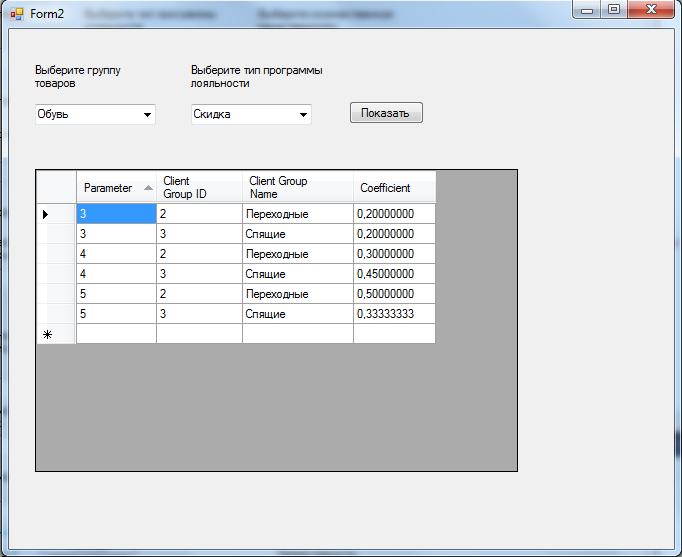 Form2
Выберите группу
товаров
Выберите тип программы
лояльности
Обувь
Скидка
Показать
Parameter Client Group ID Client Group Name Coefficient
3 2 Переходные 0,20000000
3 3 Спящие 0,20000000
4 2 Переходные 0,30000000
4 3 Спящие 0,45000000
5 2 Переходные 0,50000000
5 3 Спящие 0,33333333